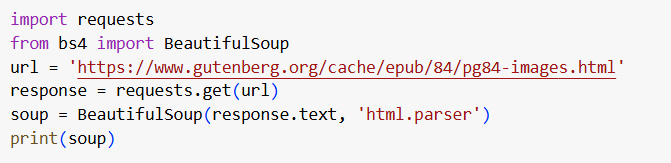 import requests
from bs4 import BeautifulSoup
url = 'https://www.gutenberg.org/cache/epub/84/pg84-images.html'
response = requests.get(url)
soup = BeautifulSoup(response.text, 'html.parser')
print(soup)